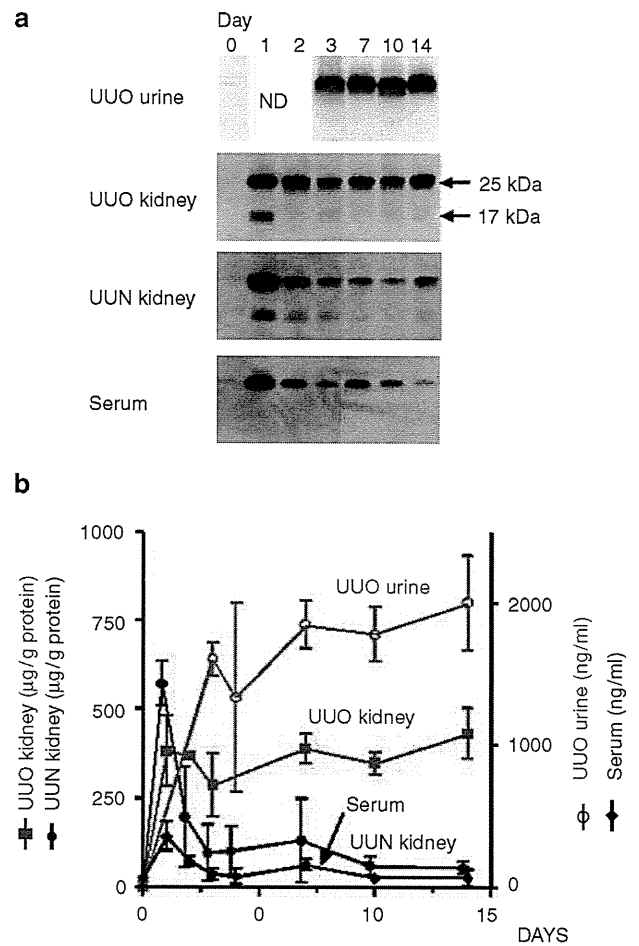 a
Day
0 1 2 3 7 10 14
UUO urine
ND
UUO kidney
25 kDa
17 kDa
UUN kidney
Serum
b
1000
750
500
250
0
UUO kidney (µg/g protein)
UUN kidney (µg/g protein)
UUO urine
UUO kidney
Serum
UUN kidney
2000
1000
0
UUO urine (ng/ml)
Serum (ng/ml)
0 0 10 15
DAYS